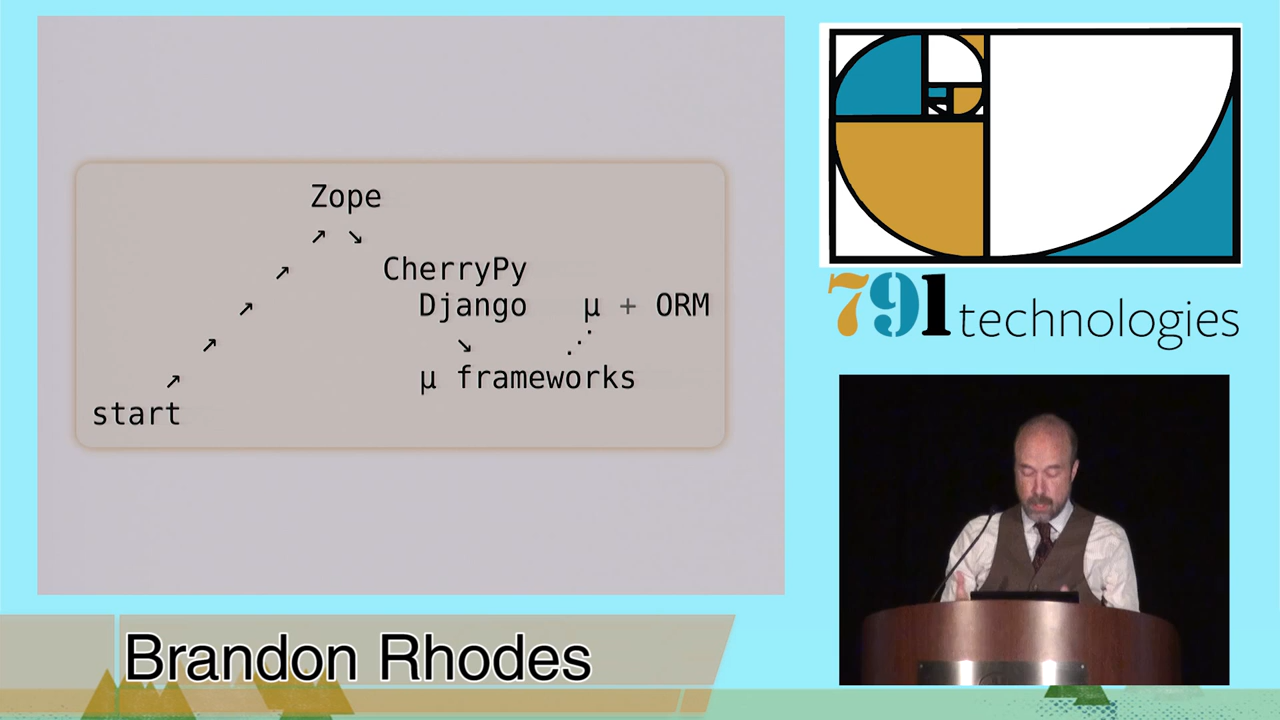 Zope
↗ ↘
↗ CherryPy
↗ Django μ + ORM
↗ ↘ ⋰
↗ μ frameworks
start
791 technologies
Brandon Rhodes